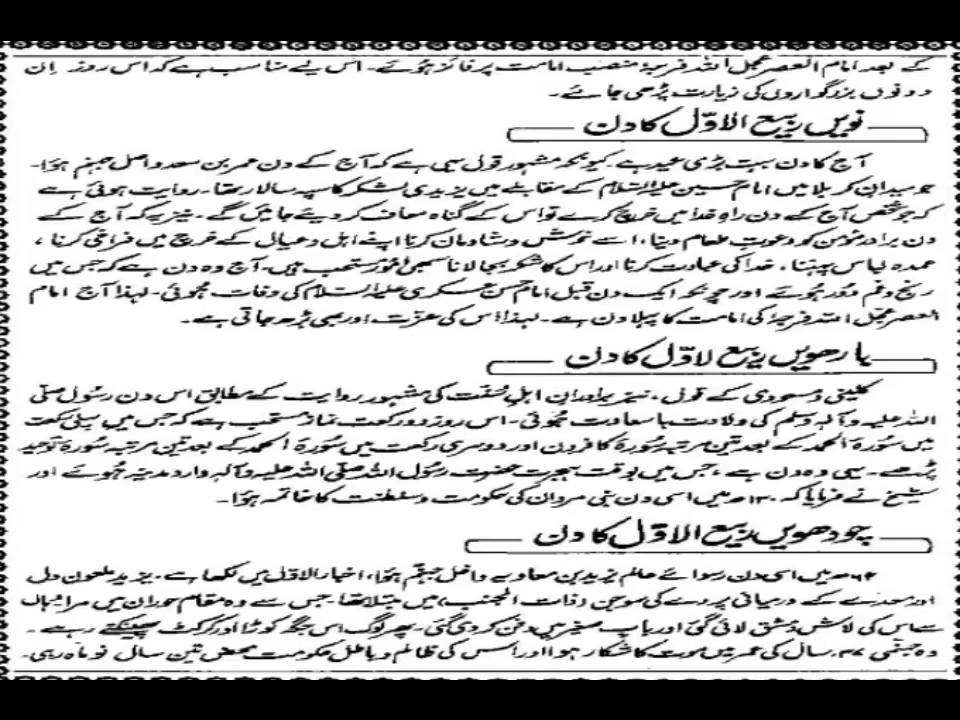 کے بعد امام العصر عجل اللہ فرجہ منصب امامت پر فائز ہوئے۔ اس لیے مناسب ہے کہ اس روز ان
دونوں بزرگواروں کی زیارت پڑھی جائے۔
نویں ربیع الاوّل کا دن
آج کا دن بہت بڑی عید ہے۔ کیونکہ مشہور قول یہی ہے کہ آج کے دن عمر بن سعد واصل جہنم ہوا۔
جو میدان کربلا میں امام حسین علیہ السلام کے مقابلے میں یزیدی لشکر کا سپہ سالار تھا۔ روایت ہوئی ہے
کہ جو شخص آج کے دن راہِ خدا میں خرچ کرے تو اس کے گناہ معاف کر دیئے جائیں گے۔ نیز یہ کہ آج کے
دن برادر مؤمن کو دعوتِ طعام دینا، اسے خوش و شادمان کرنا اپنے اہل و عیال کے خرچ میں فراخی کرنا،
عمدہ لباس پہننا، خدا کی عبادت کرنا اور اس کا شکر بجا لانا سبھی امور مستحب ہیں۔ آج وہ دن ہے کہ جس میں
رنج و غم دور ہوئے اور چونکہ ایک دن قبل امام حسن عسکری علیہ السلام کی وفات ہوئی۔ لہذا آج امام
العصر عجل اللہ فرجہ کی امامت کا پہلا دن ہے۔ لہذا اس کی عزت اور بھی بڑھ جاتی ہے۔
بارھویں ربیع الاوّل کا دن
کلینی و مسعودی کے قول، نیز برادران اہل سنت کی مشہور روایت کے مطابق اس دن رسول صلی
اللہ علیہ وآلہ وسلم کی ولادت باسعادت ہوئی۔ اس روز دو رکعت نماز مستحب ہے کہ جس میں پہلی رکعت
میں سورۃ الحمد کے بعد تین مرتبہ سورۃ کافرون اور دوسری رکعت میں سورۃ الحمد کے بعد تین مرتبہ سورۃ توحید
پڑھے۔ یہی وہ دن ہے، جس میں بوقت ہجرت حضرت رسول اللہ صلی اللہ علیہ وآلہ وارد مدینہ ہوئے اور
شیخ نے فرمایا کہ ۱۳۰ھ میں اسی دن بنی مروان کی حکومت و سلطنت کا خاتمہ ہوا۔
چودھویں ربیع الاوّل کا دن
۶۴ھ میں اسی دن رسوائے عالم یزید بن معاویہ داخل جہنم ہوا، اخبار الاوّل میں لکھا ہے۔ یزید ملعون دل
اور معدے کے درمیانی پردے کی سوجن (ذات الجنب) میں مبتلا تھا۔ جس سے وہ مقام حوران میں مرا وہاں
سے اس کی لاش دمشق لائی گئی اور باب صغیر میں دفن کر دی گئی۔ پھر لوگ اس جگہ کوڑا اور کرکٹ پھینکتے رہے۔
وہ جہنمی ۳۷ سال کی عمر میں موت کا شکار ہوا اور اس کی ظالم و باطل حکومت محض تین سال نو ماہ رہی۔